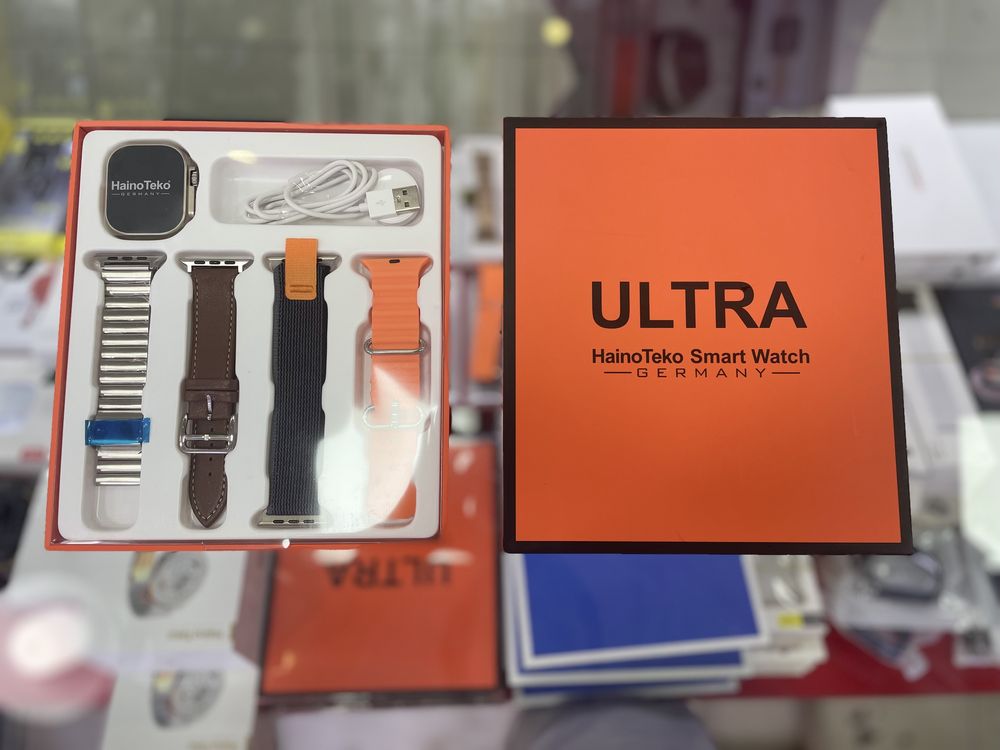 HainoTeko
GERMANY
ULTRA
HainoTeko Smart Watch
GERMANY
ULTRA